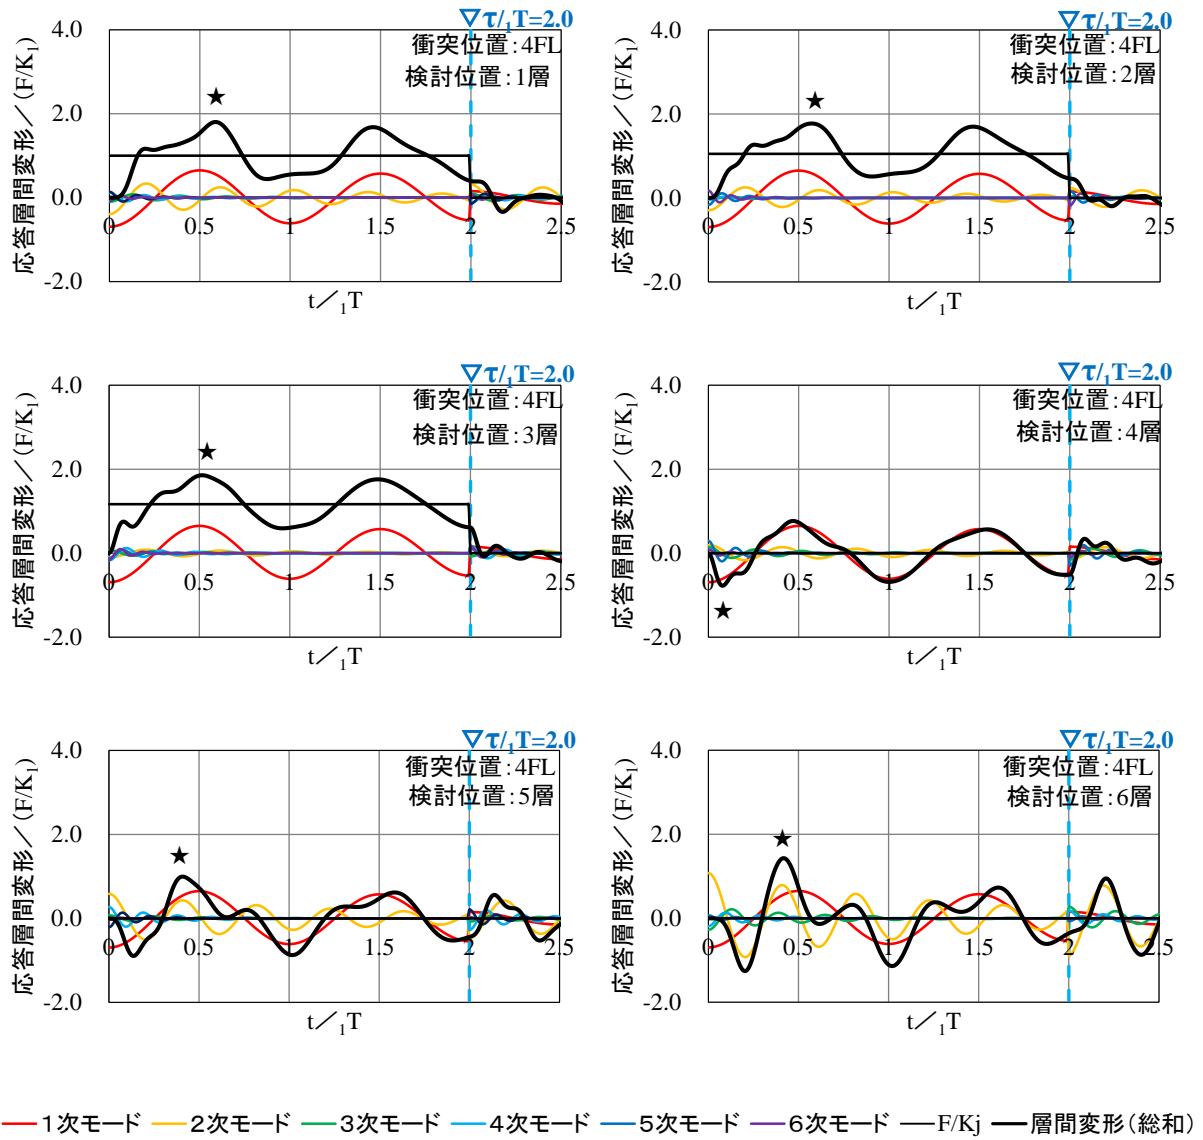 ▽τ/₁T=2.0
衝突位置:4FL
検討位置:1層
★
応答層間変形/(F/K₁)
4.0
2.0
0.0
-2.0
0
0.5
1
1.5
2
2.5
t/₁T
▽τ/₁T=2.0
衝突位置:4FL
検討位置:2層
★
応答層間変形/(F/K₁)
4.0
2.0
0.0
-2.0
0
0.5
1
1.5
2
2.5
t/₁T
▽τ/₁T=2.0
衝突位置:4FL
検討位置:3層
★
応答層間変形/(F/K₁)
4.0
2.0
0.0
-2.0
0
0.5
1
1.5
2
2.5
t/₁T
▽τ/₁T=2.0
衝突位置:4FL
検討位置:4層
★
応答層間変形/(F/K₁)
4.0
2.0
0.0
-2.0
0
0.5
1
1.5
2
2.5
t/₁T
▽τ/₁T=2.0
衝突位置:4FL
検討位置:5層
★
応答層間変形/(F/K₁)
4.0
2.0
0.0
-2.0
0
0.5
1
1.5
2
2.5
t/₁T
▽τ/₁T=2.0
衝突位置:4FL
検討位置:6層
★
応答層間変形/(F/K₁)
4.0
2.0
0.0
-2.0
0
0.5
1
1.5
2
2.5
t/₁T
1次モード 2次モード 3次モード 4次モード 5次モード 6次モード F/Kj 層間変形(総和)